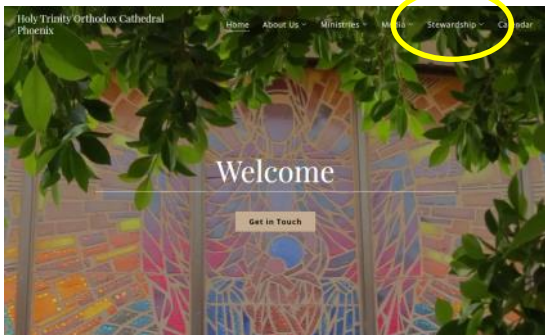 Holy Trinity Orthodox Cathedral
Phoenix
Home About Us Ministries Media Stewardship Calendar
Welcome
Get in Touch